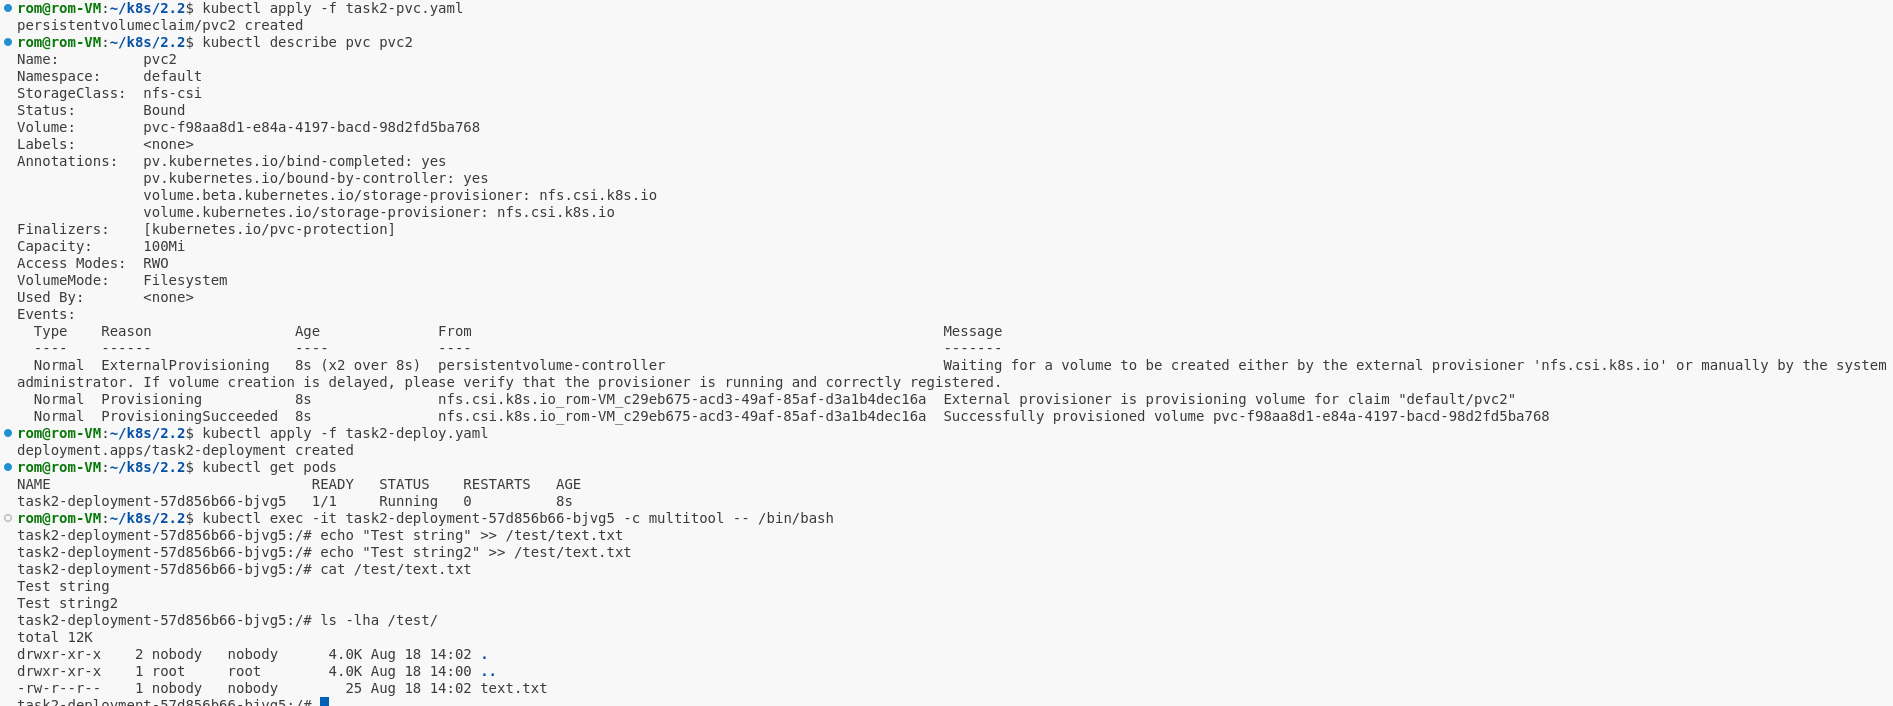 rom@rom-VM:~/k8s/2.2$ kubectl apply -f task2-pvc.yaml
persistentvolumeclaim/pvc2 created
rom@rom-VM:~/k8s/2.2$ kubectl describe pvc pvc2
Name:          pvc2
Namespace:     default
StorageClass:  nfs-csi
Status:        Bound
Volume:        pvc-f98aa8d1-e84a-4197-bacd-98d2fd5ba768
Labels:        <none>
Annotations:   pv.kubernetes.io/bind-completed: yes
               pv.kubernetes.io/bound-by-controller: yes
               volume.beta.kubernetes.io/storage-provisioner: nfs.csi.k8s.io
               volume.kubernetes.io/storage-provisioner: nfs.csi.k8s.io
Finalizers:    [kubernetes.io/pvc-protection]
Capacity:      100Mi
Access Modes:  RWO
VolumeMode:    Filesystem
Used By:       <none>
Events:
  Type    Reason                 Age              From                                                        Message
  ----    ------                 ----             ----                                                        -------
  Normal  ExternalProvisioning   8s (x2 over 8s)  persistentvolume-controller                                 Waiting for a volume to be created either by the external provisioner 'nfs.csi.k8s.io' or manually by the system
administrator. If volume creation is delayed, please verify that the provisioner is running and correctly registered.
  Normal  Provisioning           8s               nfs.csi.k8s.io_rom-VM_c29eb675-acd3-49af-85af-d3a1b4dec16a  External provisioner is provisioning volume for claim "default/pvc2"
  Normal  ProvisioningSucceeded  8s               nfs.csi.k8s.io_rom-VM_c29eb675-acd3-49af-85af-d3a1b4dec16a  Successfully provisioned volume pvc-f98aa8d1-e84a-4197-bacd-98d2fd5ba768
rom@rom-VM:~/k8s/2.2$ kubectl apply -f task2-deploy.yaml
deployment.apps/task2-deployment created
rom@rom-VM:~/k8s/2.2$ kubectl get pods
NAME                               READY   STATUS    RESTARTS   AGE
task2-deployment-57d856b66-bjvg5   1/1     Running   0          8s
rom@rom-VM:~/k8s/2.2$ kubectl exec -it task2-deployment-57d856b66-bjvg5 -c multitool -- /bin/bash
task2-deployment-57d856b66-bjvg5:/# echo "Test string" >> /test/text.txt
task2-deployment-57d856b66-bjvg5:/# echo "Test string2" >> /test/text.txt
task2-deployment-57d856b66-bjvg5:/# cat /test/text.txt
Test string
Test string2
task2-deployment-57d856b66-bjvg5:/# ls -lha /test/
total 12K
drwxr-xr-x    2 nobody   nobody      4.0K Aug 18 14:02 .
drwxr-xr-x    1 root     root        4.0K Aug 18 14:00 ..
-rw-r--r--    1 nobody   nobody        25 Aug 18 14:02 text.txt
task2-deployment-57d856b66-bjvg5:/#